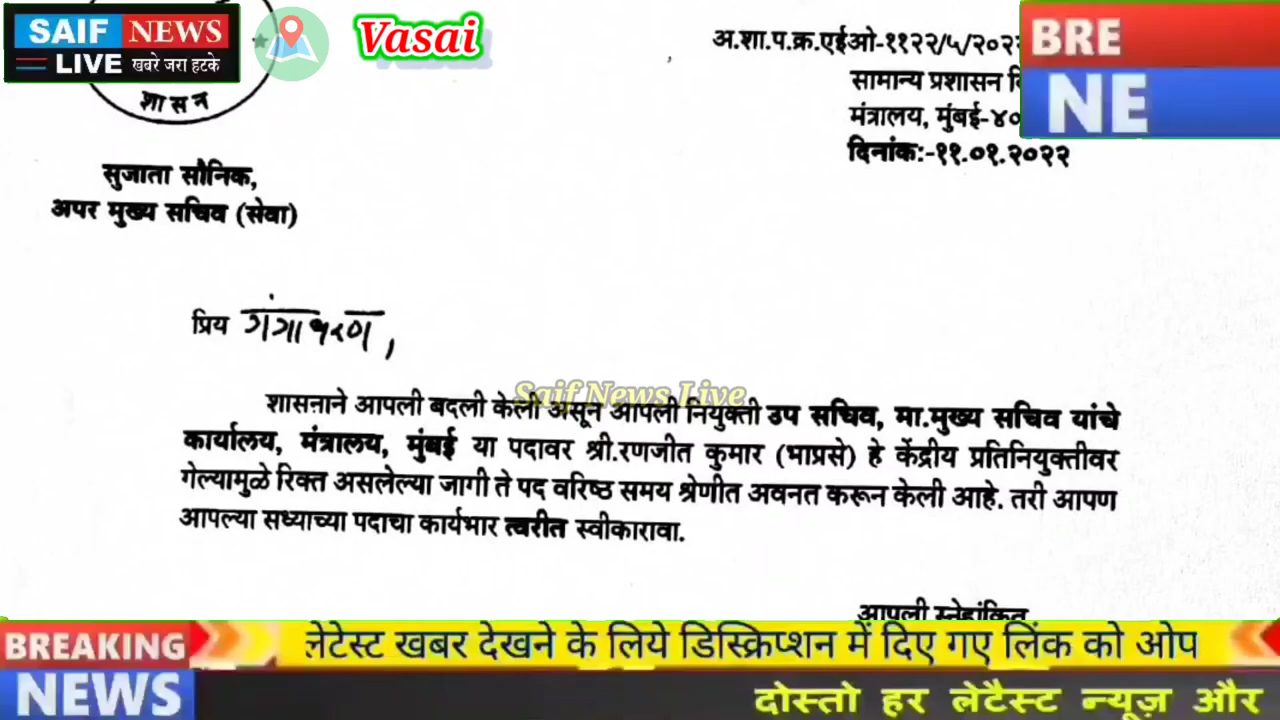 SAIF NEWS
LIVE खबरे जरा हटके
Vasai
शासन
अ.शा.प.क्र.एईओ-११२२/५/२०२
सामान्य प्रशासन
मंत्रालय, मुंबई-४०
दिनांक:-११.०१.२०२२
BRE
NE
सुजाता सौनिक,
अपर मुख्य सचिव (सेवा)
प्रिय गंगाथरण,
Saif News Live
शासनाने आपली बदली केली असून आपली नियुक्ती उप सचिव, मा.मुख्य सचिव यांचे
कार्यालय, मंत्रालय, मुंबई या पदावर श्री.रणजीत कुमार (भाप्रसे) हे केंद्रीय प्रतिनियुक्तीवर
गेल्यामुळे रिक्त असलेल्या जागी ते पद वरिष्ठ समय श्रेणीत अवनत करून केली आहे. तरी आपण
आपल्या सध्याच्या पदाचा कार्यभार त्वरीत स्वीकारावा.
आपली स्नेहांकित
BREAKING
NEWS
लेटेस्ट खबर देखने के लिये डिस्क्रिप्शन में दिए गए लिंक को ओप
दोस्तो हर लेटैस्ट न्यूज़ और